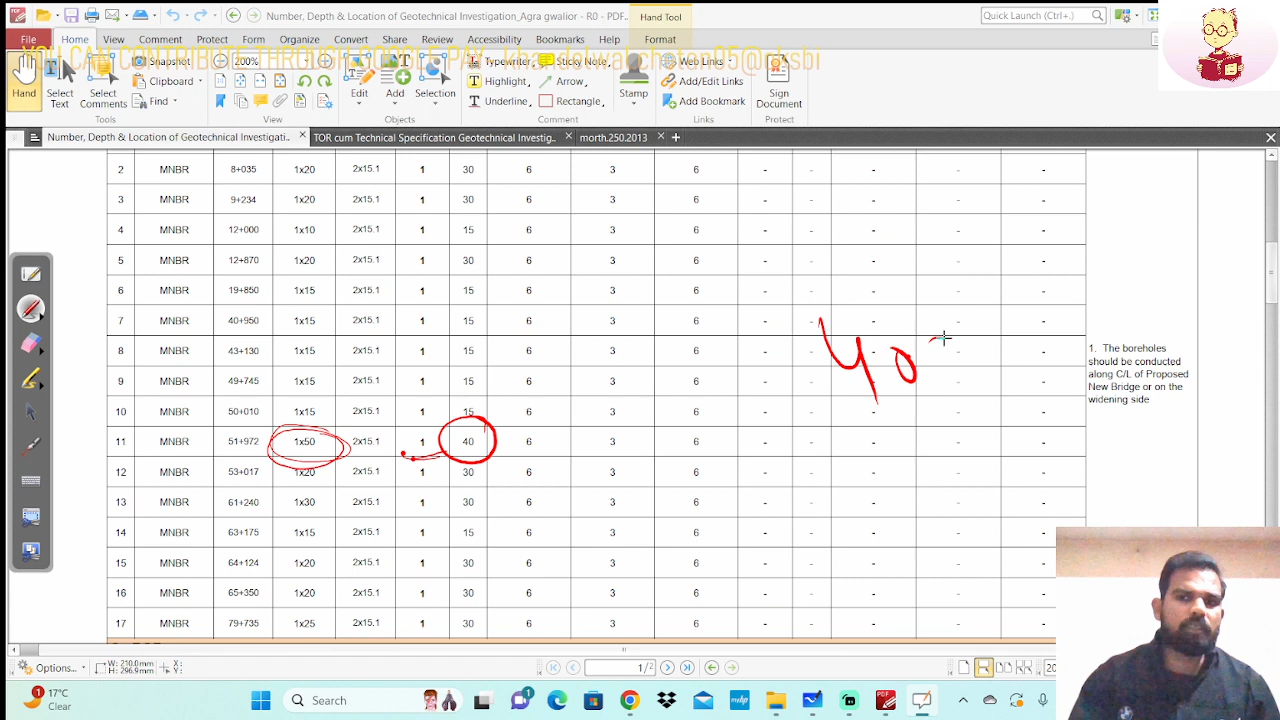 Number, Depth & Location of Geotechnical Investigation_Agra gwalior - R0 - PDF...
Hand Tool
Quick Launch (Ctrl+.)
File Home View Comment Protect Form Organize Convert Share Review Accessibility Bookmarks Help Format
YOU CAN CONTRIBUTE THROUGH GOOGLE PAY
Hand
Select Text
Select Comments
Snapshot
Clipboard
Find
Tools
200%
View
Edit
Add
Selection
Objects
Typewriter
Sticky Note
Highlight
Arrow
Underline
Rectangle
Comment
Stamp
Web Links
Add/Edit Links
Add Bookmark
Links
Sign Document
Protect
Number, Depth & Location of Geotechnical Investigati.. TOR cum Technical Specification Geotechnical Investig.. morth.250.2013
2 MNBR 8+035 1x20 2x15.1 1 30 6 3 6 - - - - -
3 MNBR 9+234 1x20 2x15.1 1 30 6 3 6 - - - - -
4 MNBR 12+000 1x10 2x15.1 1 15 6 3 6 - - - - -
5 MNBR 12+870 1x20 2x15.1 1 30 6 3 6 - - - - -
6 MNBR 19+850 1x15 2x15.1 1 15 6 3 6 - - - - -
7 MNBR 40+950 1x15 2x15.1 1 15 6 3 6 - - - - -
8 MNBR 43+130 1x15 2x15.1 1 15 6 3 6 - - - - -
9 MNBR 49+745 1x15 2x15.1 1 15 6 3 6 - - - - -
10 MNBR 50+010 1x15 2x15.1 1 15 6 3 6 - - - - -
11 MNBR 51+972 1x50 2x15.1 1 40 6 3 6 - - - - -
12 MNBR 53+017 1x20 2x15.1 1 30 6 3 6 - - - - -
13 MNBR 61+240 1x30 2x15.1 1 30 6 3 6 - - - - -
14 MNBR 63+175 1x15 2x15.1 1 15 6 3 6 - - - - -
15 MNBR 64+124 1x20 2x15.1 1 30 6 3 6 - - - - -
16 MNBR 65+350 1x20 2x15.1 1 30 6 3 6 - - - - -
17 MNBR 79+735 1x25 2x15.1 1 30 6 3 6 - - - - -
40
1. The boreholes
should be conducted
along C/L of Proposed
New Bridge or on the
widening side
Options...
W: 210.0mm
H: 296.9mm
X:
Y:
1/2
20
1
17°C
Clear
Search
1